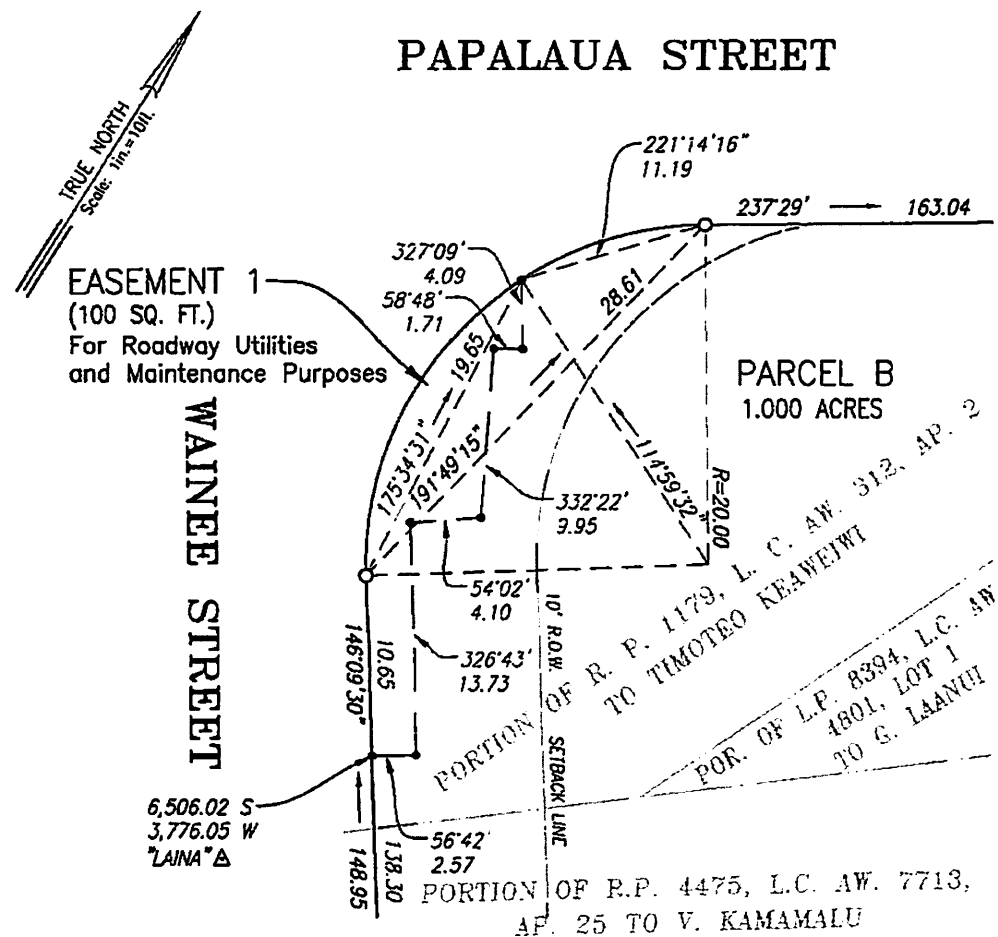 PAPALAUA STREET
TRUE NORTH
Scale: 1in.=10ft.
221°14'16"
11.19
237°29'
163.04
327°09'
4.09
58°48'
1.71
28.61
EASEMENT 1
(100 SQ. FT.)
For Roadway Utilities
and Maintenance Purposes
19.65
175°34'31"
191°49'15"
PARCEL B
1.000 ACRES
114°59'32"
R=20.00
WAINEE STREET
332°22'
9.95
54°02'
4.10
326°43'
13.73
146°09'30"
10.65
10' R.O.W. SETBACK LINE
PORTION OF R. P. 1179, L. C. AW. 312, AP. 2
TO TIMOTEO KEAWEIWI
POR. OF L.P. 8394, L.C. AW
4801, LOT 1
TO G. LAANUI
6,506.02 S
3,776.05 W
"LAINA"
56°42'
2.57
148.95
138.30
PORTION OF R.P. 4475, L.C. AW. 7713,
AP. 25 TO V. KAMAMALU